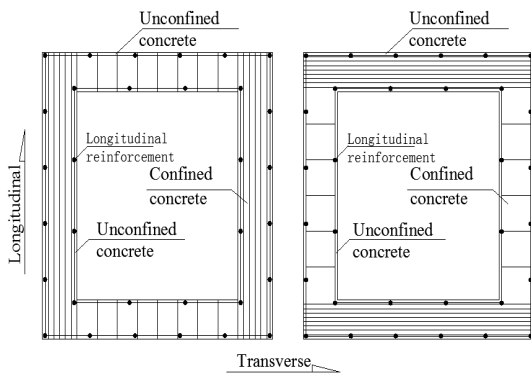 Unconfined
concrete
Longitudinal
reinforcement
Confined
concrete
Unconfined
concrete
Longitudinal
Unconfined
concrete
Longitudinal
reinforcement
Confined
concrete
Unconfined
concrete
Transverse